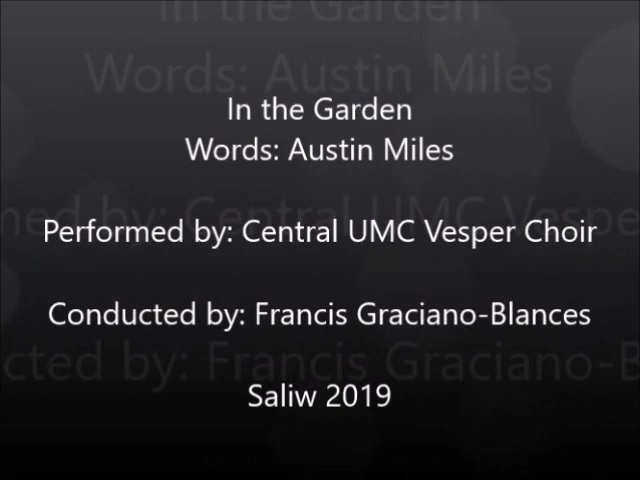 In the Garden
Words: Austin Miles
Performed by: Central UMC Vesper Choir
Conducted by: Francis Graciano-Blances
Saliw 2019